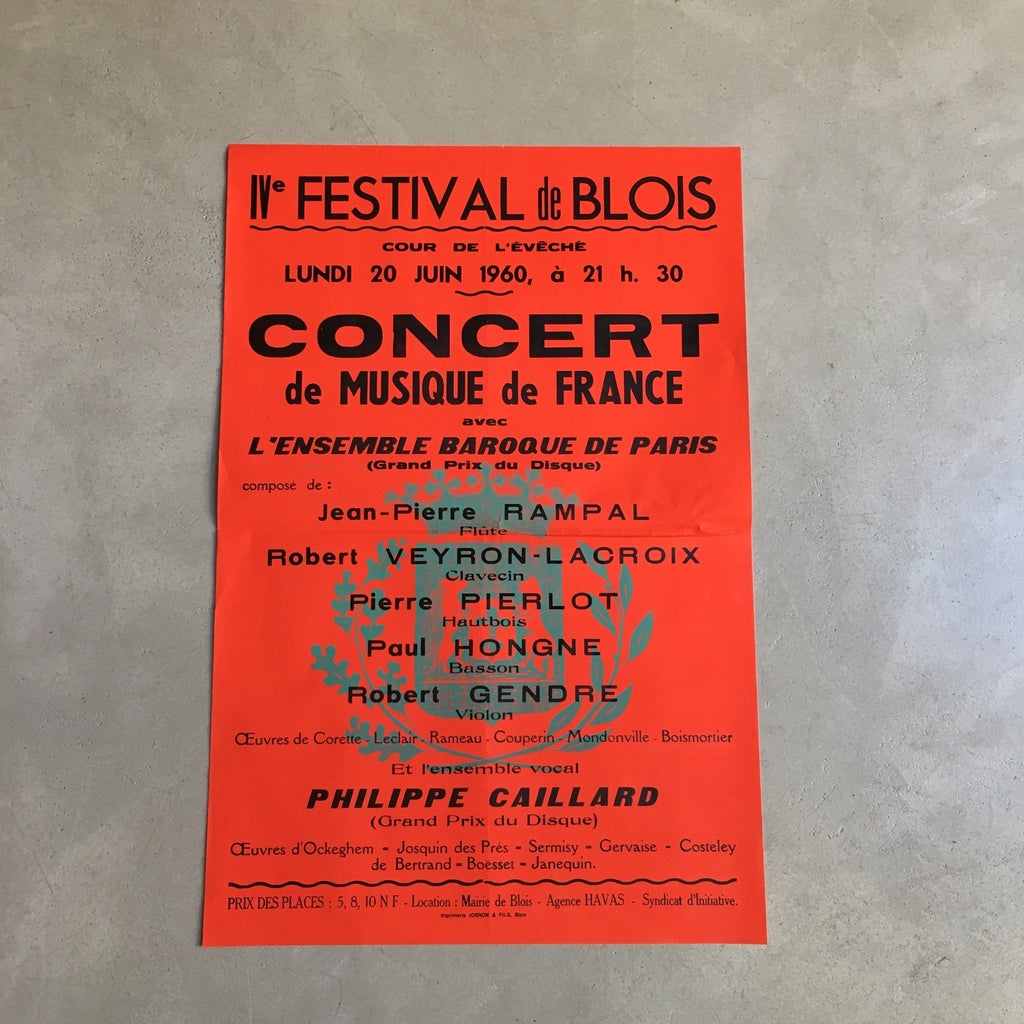 IVe FESTIVAL de BLOIS
COUR DE L'ÉVÊCHÉ
LUNDI 20 JUIN 1960, à 21 h. 30
CONCERT
de MUSIQUE de FRANCE
avec
L'ENSEMBLE BAROQUE DE PARIS
(Grand Prix du Disque)
composé de :
Jean-Pierre RAMPAL
Flûte
Robert VEYRON-LACROIX
Clavecin
Pierre PIERLOT
Hautbois
Paul HONGNE
Basson
Robert GENDRE
Violon
Œuvres de Corette - Leclair - Rameau - Couperin - Mondonville - Boismortier
Et l'ensemble vocal
PHILIPPE CAILLARD
(Grand Prix du Disque)
Œuvres d'Ockeghem - Josquin des Prés - Sermisy - Gervaise - Costeley
de Bertrand - Boësset - Janequin.
PRIX DES PLACES : 5, 8, 10 N F - Location : Mairie de Blois - Agence HAVAS - Syndicat d'Initiative.
Imprimerie JOSNON & FILS, Blois